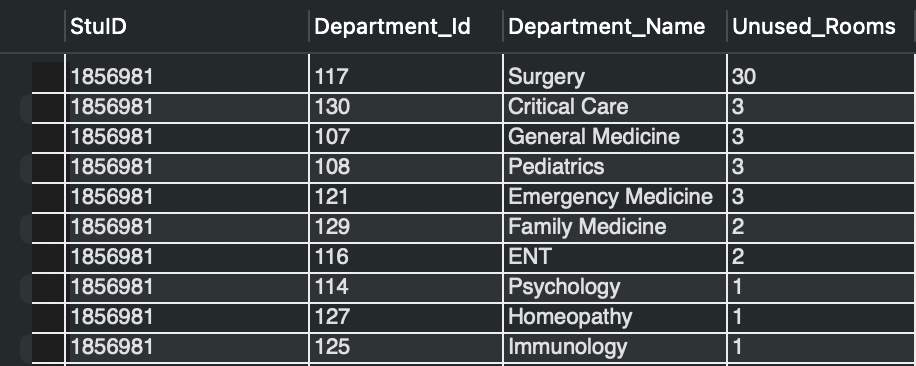 StuID Department_Id Department_Name Unused_Rooms
1856981 117 Surgery 30
1856981 130 Critical Care 3
1856981 107 General Medicine 3
1856981 108 Pediatrics 3
1856981 121 Emergency Medicine 3
1856981 129 Family Medicine 2
1856981 116 ENT 2
1856981 114 Psychology 1
1856981 127 Homeopathy 1
1856981 125 Immunology 1